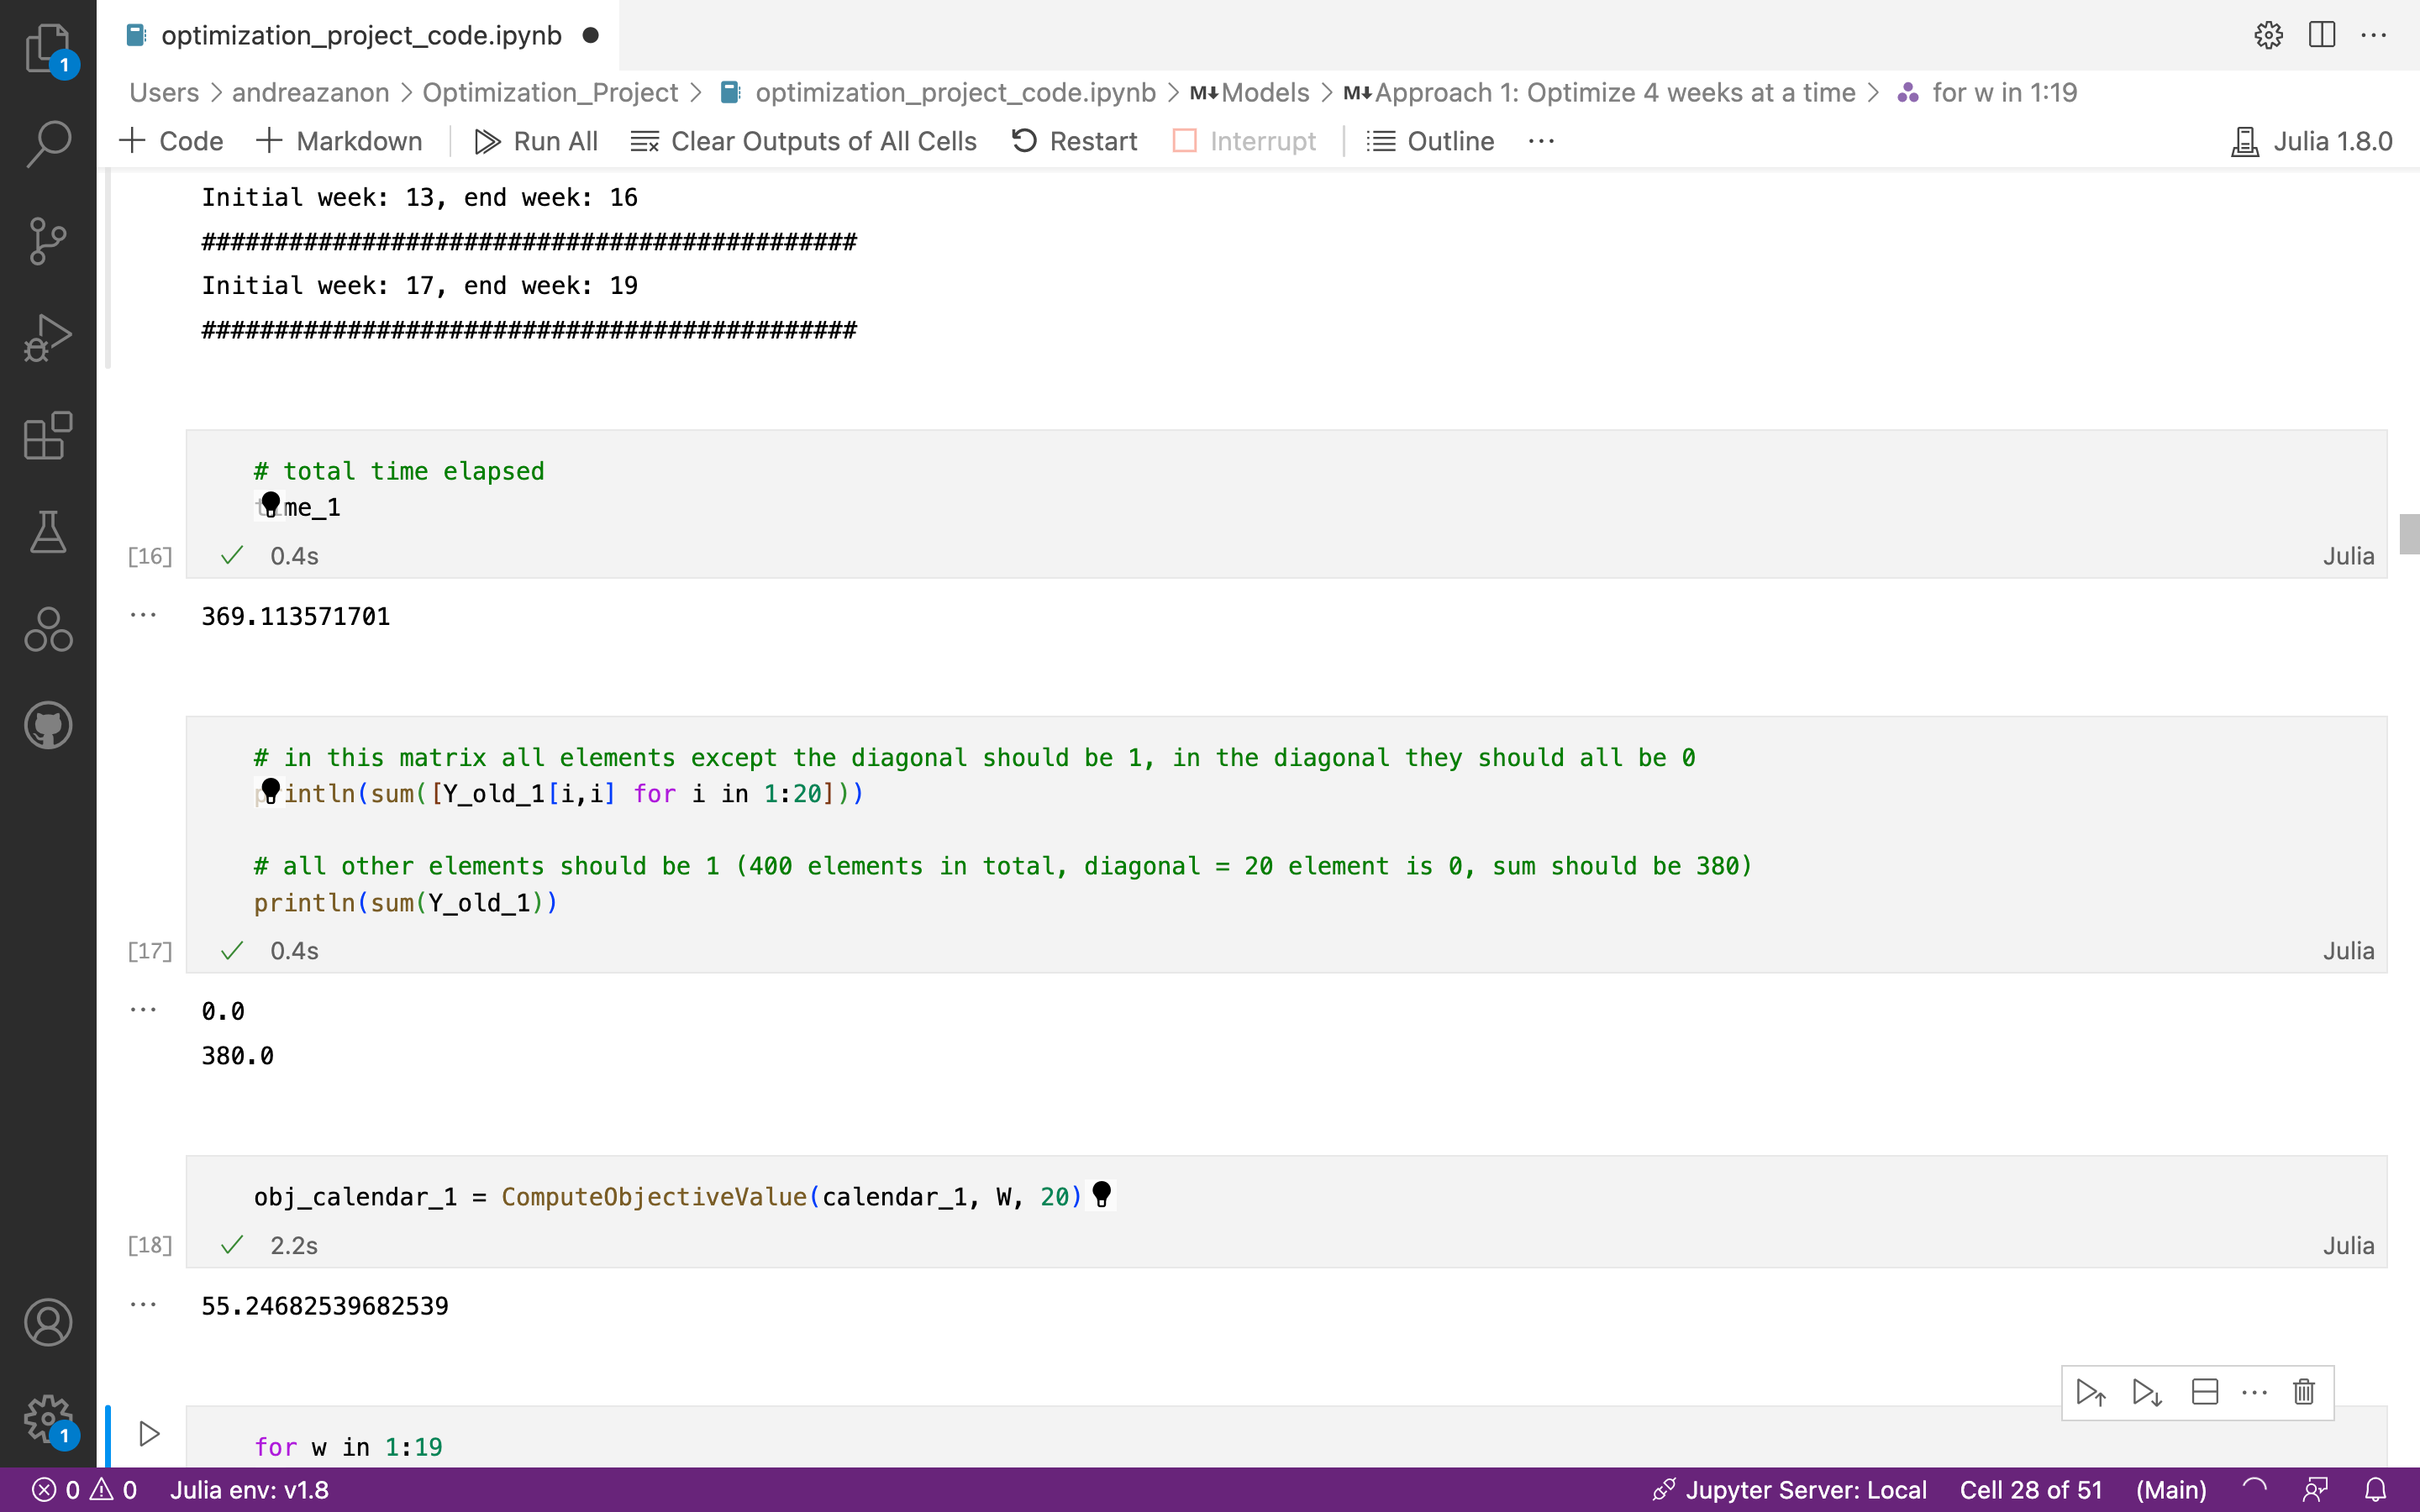 optimization_project_code.ipynb
1
Users > andreazanon > Optimization_Project > optimization_project_code.ipynb > M↓Models > M↓Approach 1: Optimize 4 weeks at a time > for w in 1:19
+ Code + Markdown Run All Clear Outputs of All Cells Restart Interrupt Outline ... Julia 1.8.0
Initial week: 13, end week: 16
#############################################
Initial week: 17, end week: 19
#############################################
# total time elapsed
time_1
[16] 0.4s Julia
... 369.113571701
# in this matrix all elements except the diagonal should be 1, in the diagonal they should all be 0
println(sum([Y_old_1[i,i] for i in 1:20]))
# all other elements should be 1 (400 elements in total, diagonal = 20 element is 0, sum should be 380)
println(sum(Y_old_1))
[17] 0.4s Julia
... 0.0
380.0
obj_calendar_1 = ComputeObjectiveValue(calendar_1, W, 20)
[18] 2.2s Julia
... 55.24682539682539
for w in 1:19
1
0 0 Julia env: v1.8 Jupyter Server: Local Cell 28 of 51 (Main)